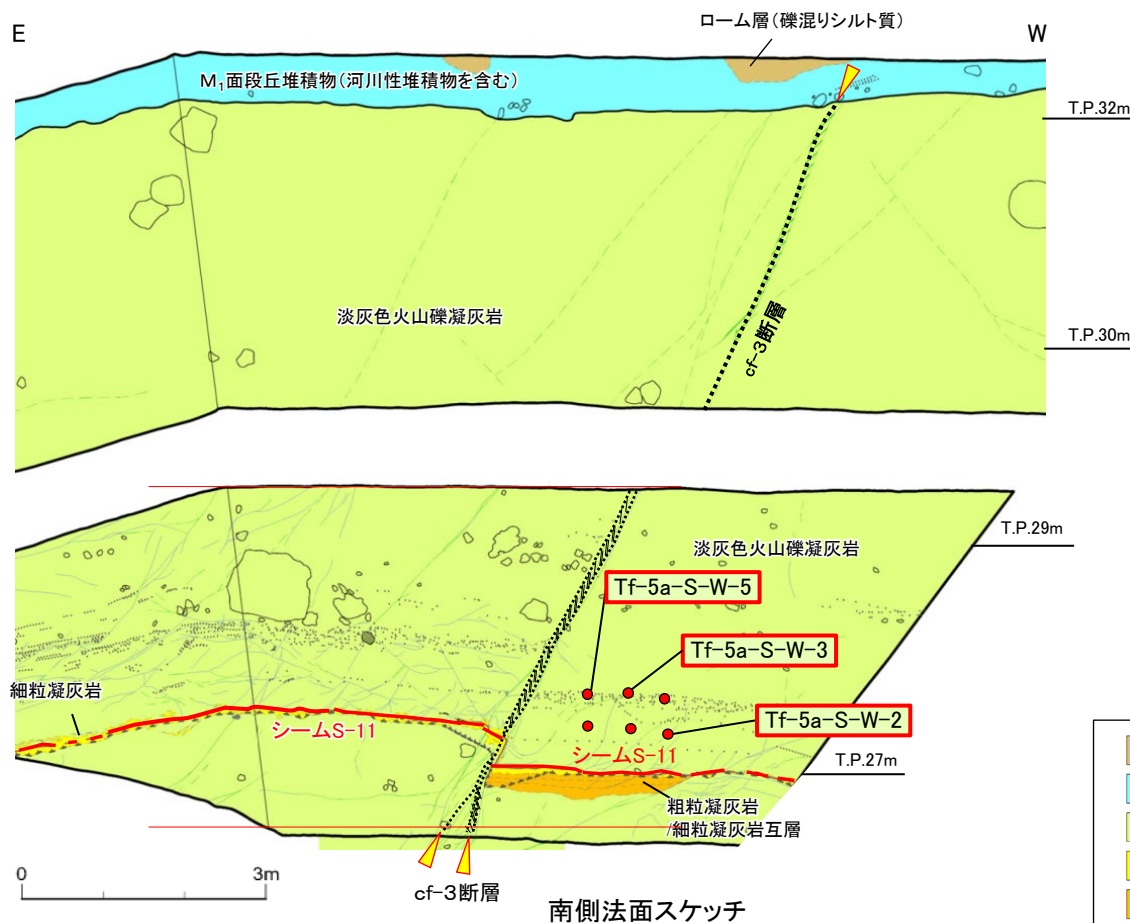 E
ローム層(礫混りシルト質)
W
M₁面段丘堆積物(河川性堆積物を含む)
T.P.32m
淡灰色火山礫凝灰岩
cf-3断層
T.P.30m
淡灰色火山礫凝灰岩
T.P.29m
Tf-5a-S-W-5
Tf-5a-S-W-3
細粒凝灰岩
シームS-11
Tf-5a-S-W-2
シームS-11
T.P.27m
粗粒凝灰岩
/細粒凝灰岩互層
0
3m
cf-3断層
南側法面スケッチ